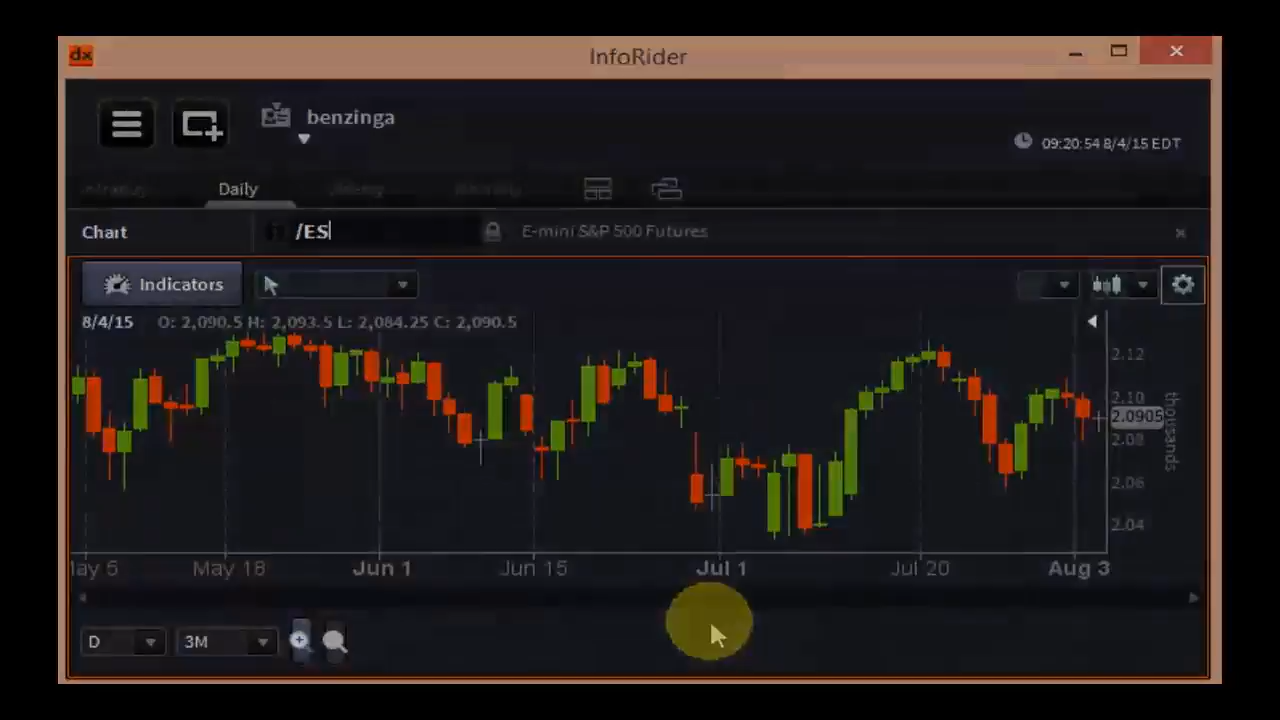 dx InfoRider
benzinga
09:20:54 8/4/15 EDT
Daily
Chart /ES E-mini S&P 500 Futures
Indicators
8/4/15 O: 2,090.5 H: 2,093.5 L: 2,084.25 C: 2,090.5
2.12
2.10
2.0905
2.08
2.06
2.04
thousands
May 18 Jun 1 Jun 15 Jul 1 Jul 20 Aug 3
D 3M